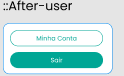 ::After-user
Minha Conta
Sair